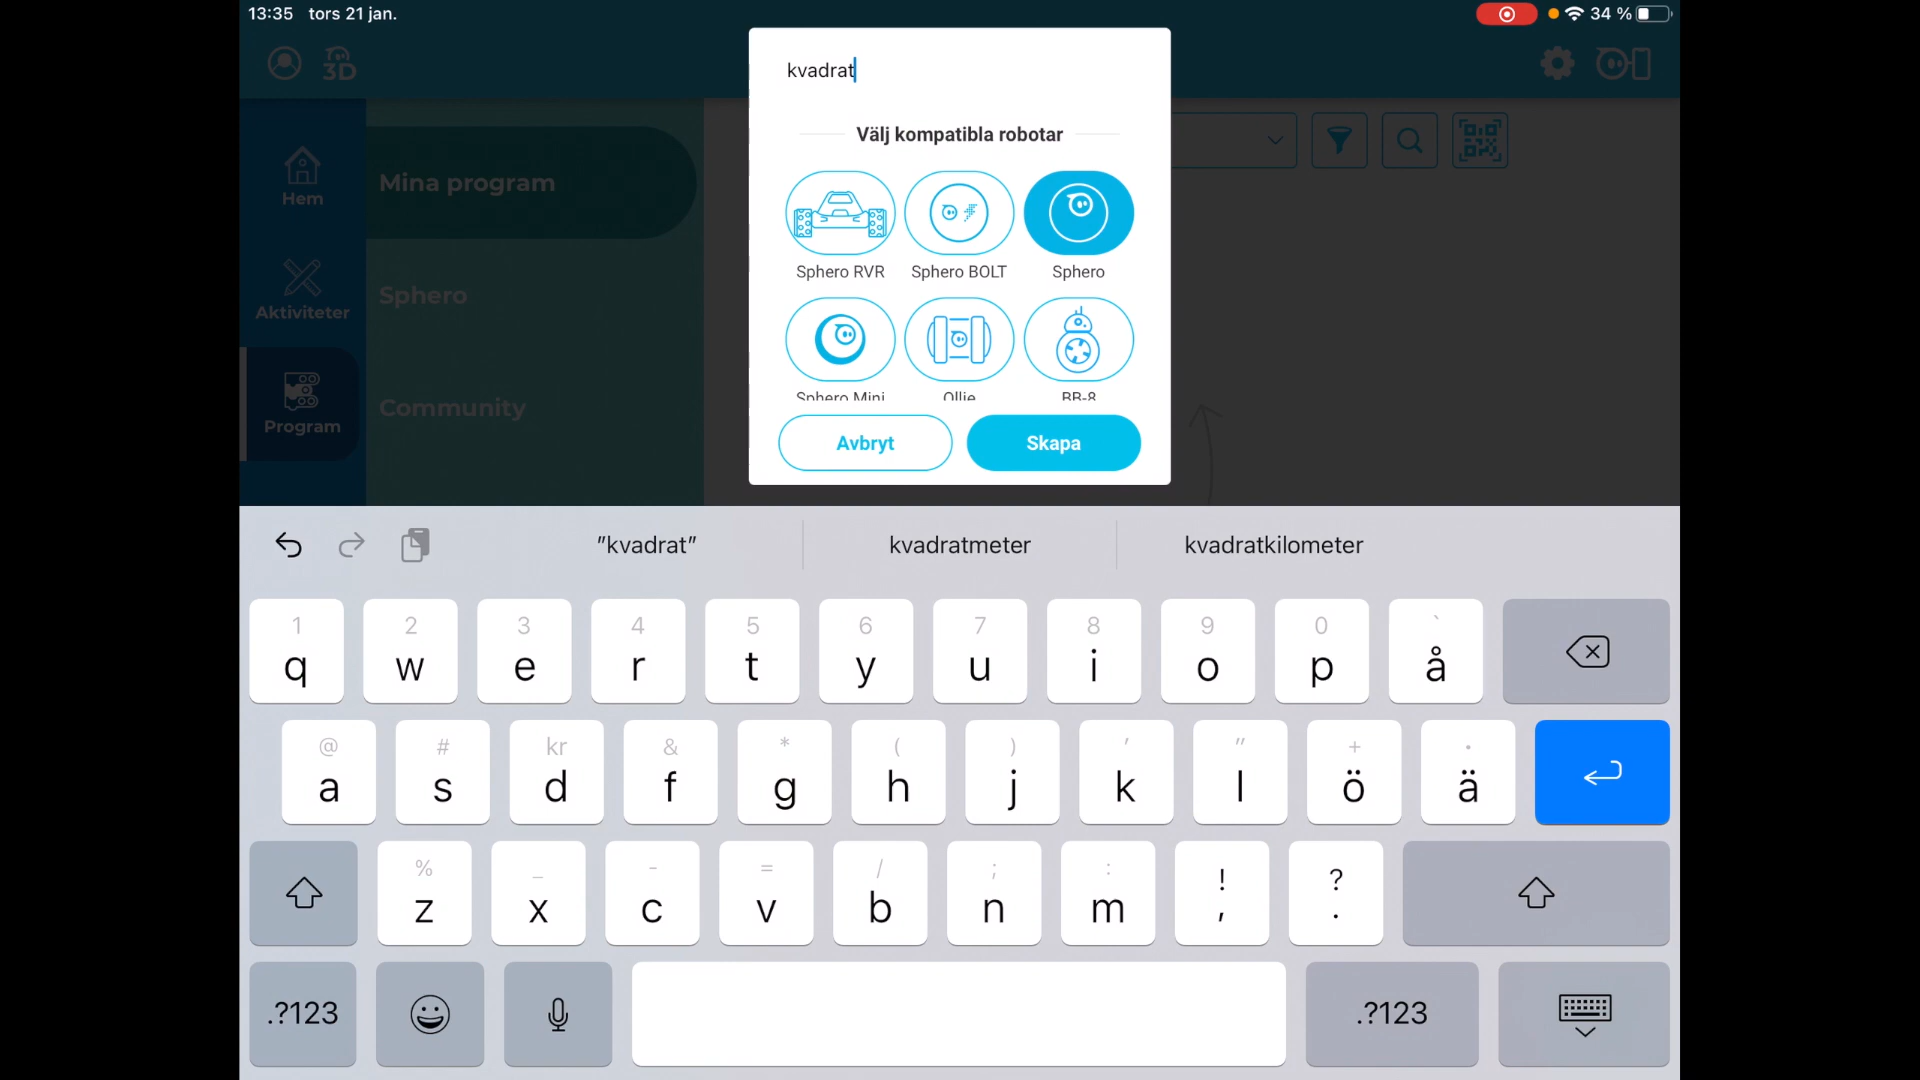 13:35 tors 21 jan.
34 %
3D
kvadrat
Välj kompatibla robotar
Hem
Mina program
Sphero RVR
Sphero BOLT
Sphero
Aktiviteter
Sphero
Program
Community
Sphero Mini
Ollie
BB-8
Avbryt
Skapa
"kvadrat"
kvadratmeter
kvadratkilometer
1 2 3 4 5 6 7 8 9 0 `
q w e r t y u i o p å
@ # kr & * ( ) ' " + .
a s d f g h j k l ö ä
% _ - = / ; : ! ?
z x c v b n m , .
.?123
.?123